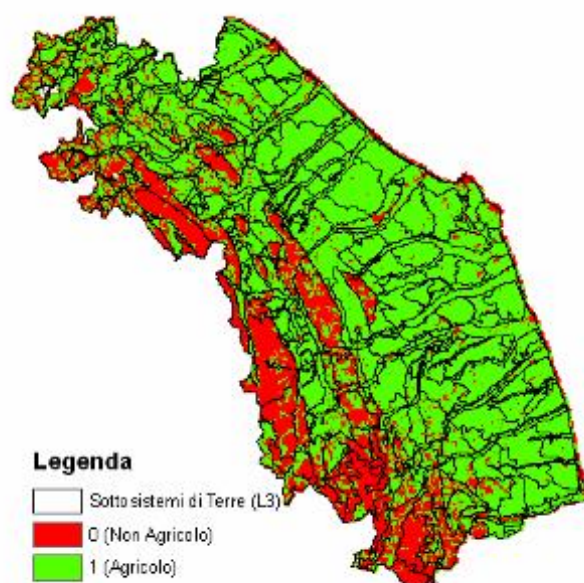 Legenda
Sottosistemi di Terre (L3)
0 (Non Agricolo)
1 (Agricolo)